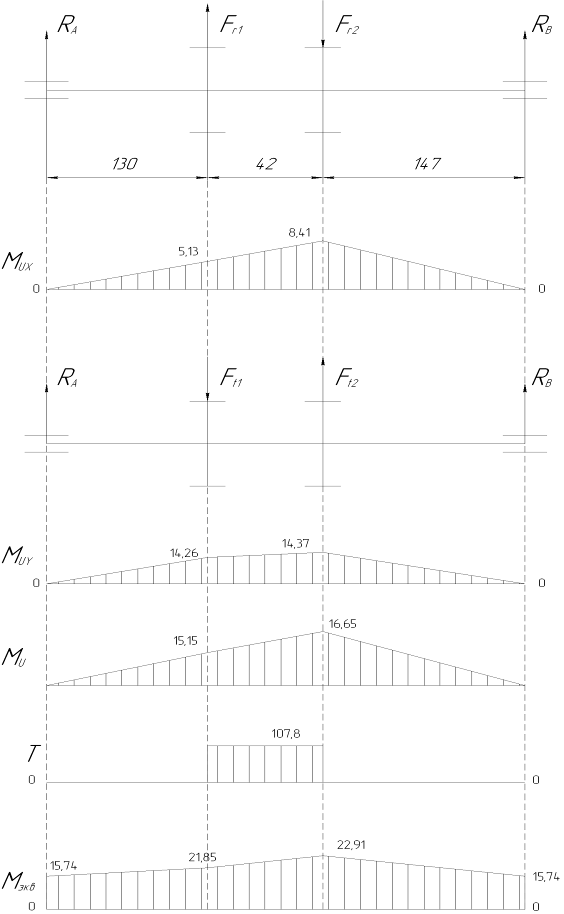 R_A F_r1 F_r2 R_B
130 42 147
5,13 8,41
M_UX
0 0
R_A F_t1 F_t2 R_B
14,26 14,37
M_UY
0 0
15,15 16,65
M_U
107,8
T
0 0
15,74 21,85 22,91 15,74
M_экв
0 0